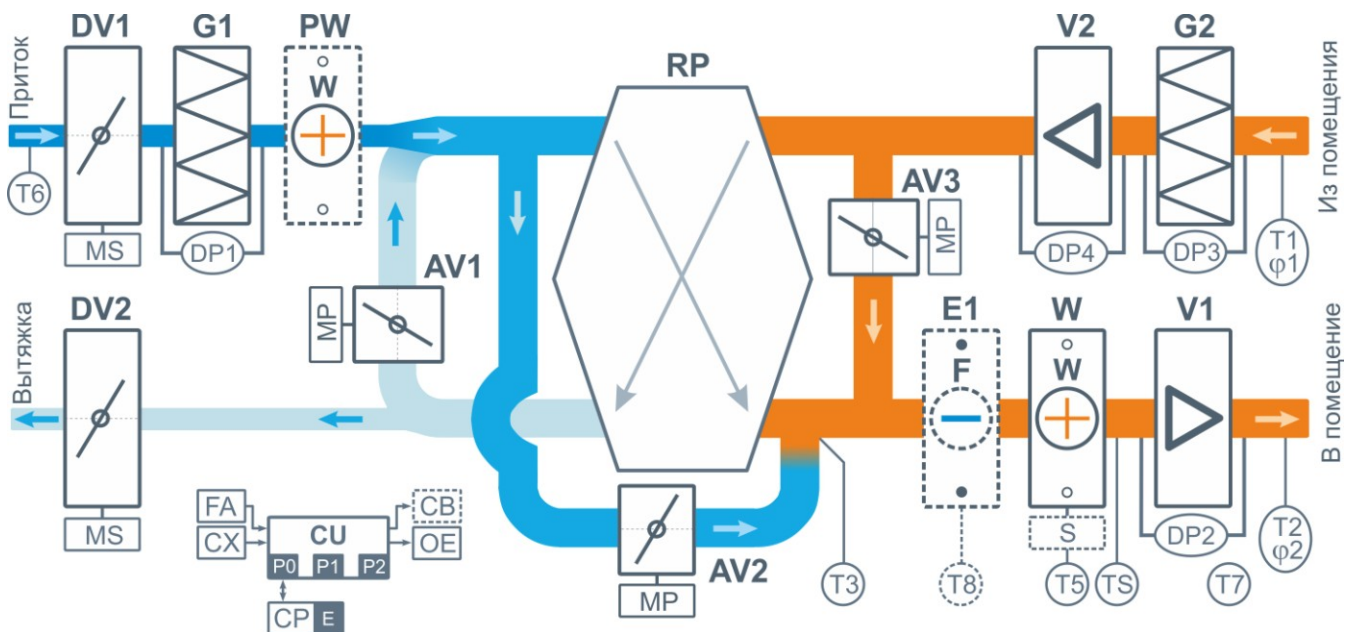 DV1
G1
PW
RP
V2
G2
Приток
W
Из помещения
T6
MS
DP1
AV1
MP
AV3
MP
DP4
DP3
T1
φ1
DV2
Вытяжка
E1
W
V1
F
W
В помещение
MS
FA
CX
CU
P0
P1
P2
CB
OE
CP
E
AV2
MP
T3
T8
S
T5
TS
DP2
T7
T2
φ2